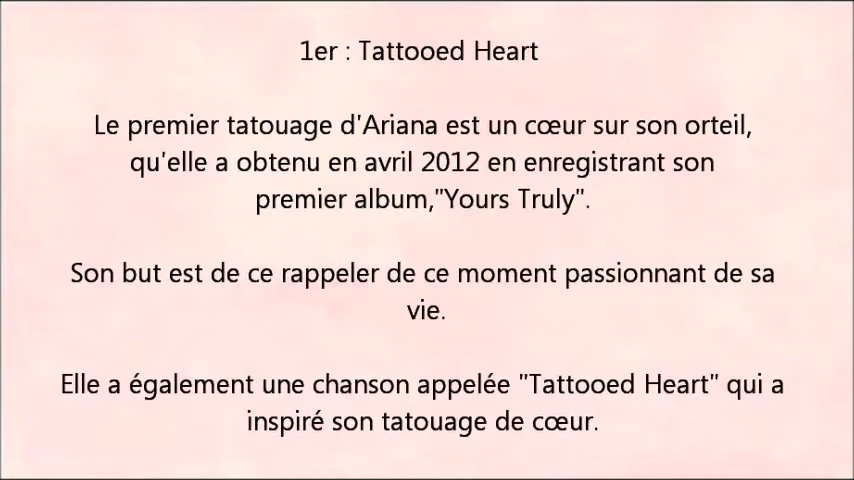 1er : Tattooed Heart
Le premier tatouage d'Ariana est un cœur sur son orteil,
qu'elle a obtenu en avril 2012 en enregistrant son
premier album,"Yours Truly".
Son but est de ce rappeler de ce moment passionnant de sa
vie.
Elle a également une chanson appelée "Tattooed Heart" qui a
inspiré son tatouage de cœur.